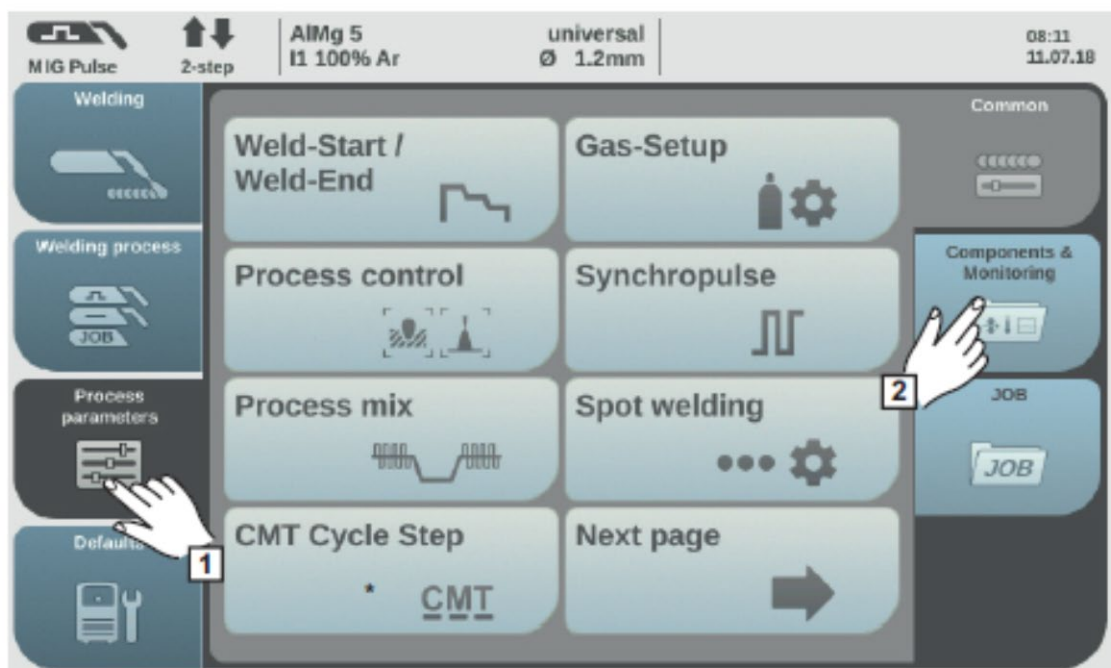 MIG Pulse
2-step
AlMg 5
I1 100% Ar
universal
Ø 1.2mm
08:11
11.07.18
Welding
Welding process
JOB
Process
parameters
1
Defaults
Weld-Start /
Weld-End
Gas-Setup
Process control
Synchropulse
Process mix
Spot welding
CMT Cycle Step
* CMT
Next page
Common
Components &
Monitoring
2
JOB
JOB